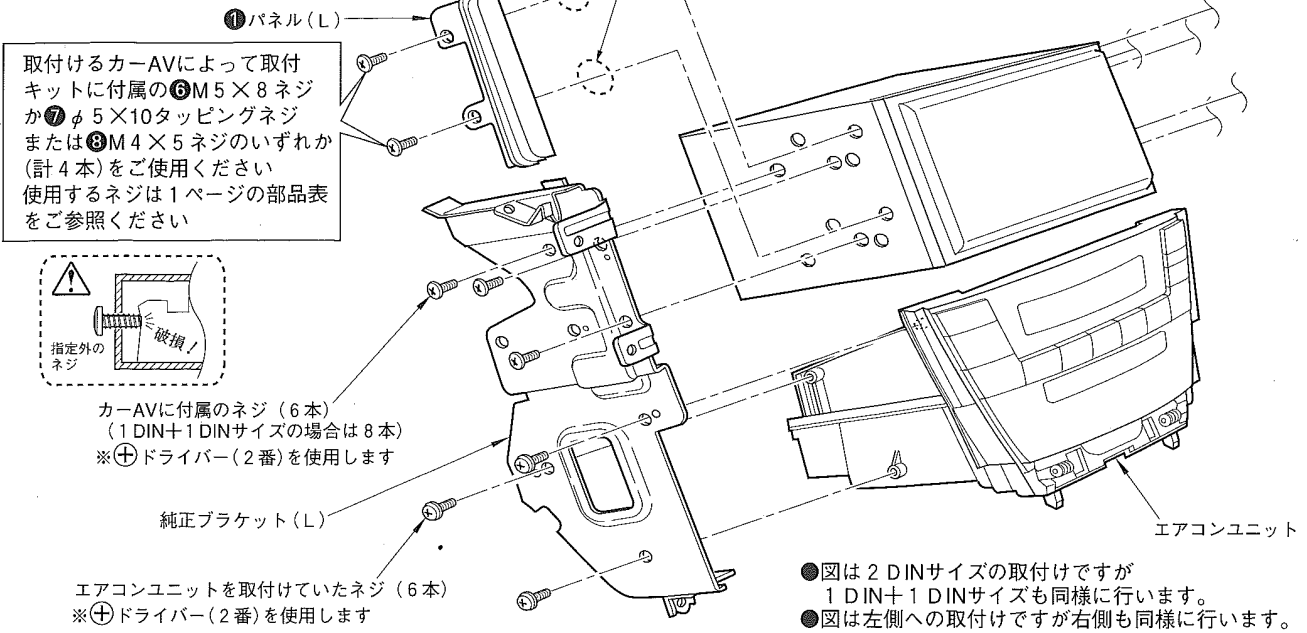 ❶パネル(L)
取付けるカーAVによって取付
キットに付属の❻M5×8ネジ
か❼φ5×10タッピングネジ
または❽M4×5ネジのいずれか
(計4本)をご使用ください
使用するネジは1ページの部品表
をご参照ください
破損!
指定外の
ネジ
カーAVに付属のネジ(6本)
(1DIN+1DINサイズの場合は8本)
※⊕ドライバー(2番)を使用します
純正ブラケット(L)
エアコンユニットを取付けていたネジ(6本)
※⊕ドライバー(2番)を使用します
エアコンユニット
●図は2DINサイズの取付けですが
1DIN+1DINサイズも同様に行います。
●図は左側への取付けですが右側も同様に行います。